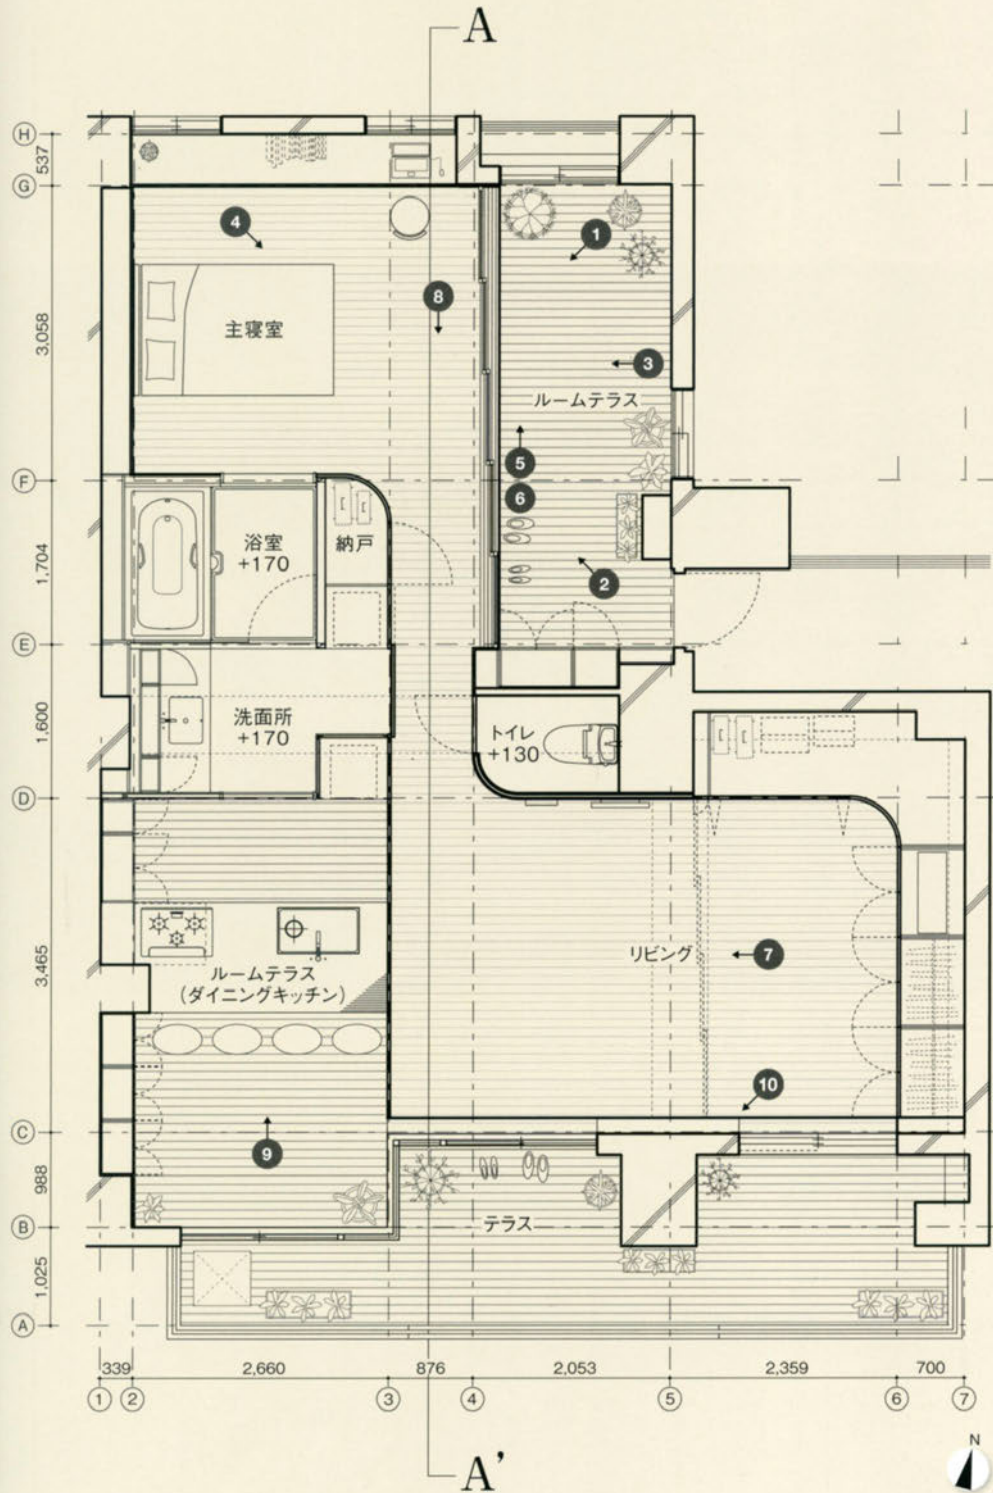 A
H
537
G
3,058
F
1,704
E
1,600
D
3,465
C
988
B
1,025
A
4
1
8
主寝室
3
ルームテラス
5
6
浴室
+170
納戸
2
洗面所
+170
トイレ
+130
リビング
7
ルームテラス
(ダイニングキッチン)
10
9
テラス
339
2,660
876
2,053
2,359
700
1
2
3
4
5
6
7
A’
N